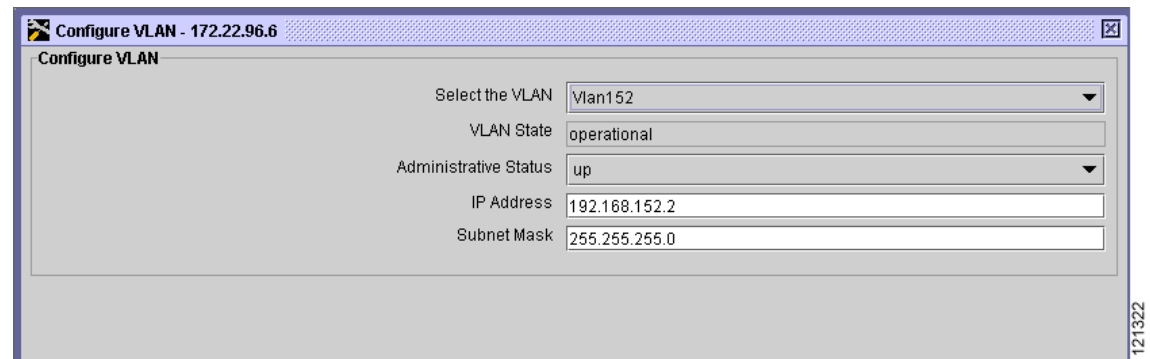 Configure VLAN - 172.22.96.6
Configure VLAN
Select the VLAN Vlan152
VLAN State operational
Administrative Status up
IP Address 192.168.152.2
Subnet Mask 255.255.255.0
121322